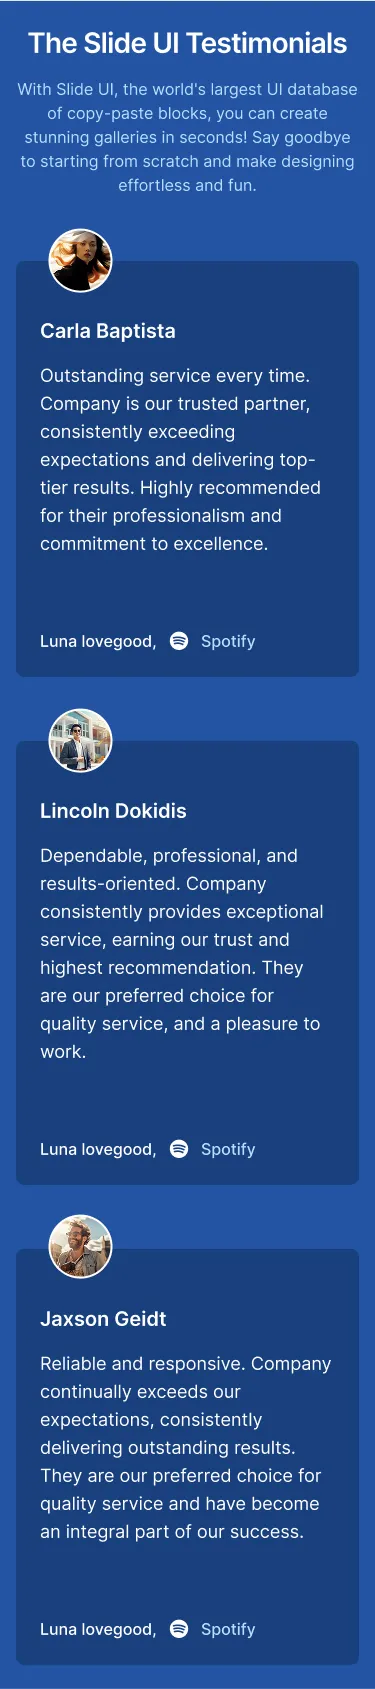 The Slide UI Testimonials
With Slide UI, the world's largest UI database
of copy-paste blocks, you can create
stunning galleries in seconds! Say goodbye
to starting from scratch and make designing
effortless and fun.
Carla Baptista
Outstanding service every time.
Company is our trusted partner,
consistently exceeding
expectations and delivering top-
tier results. Highly recommended
for their professionalism and
commitment to excellence.
Luna lovegood, Spotify
Lincoln Dokidis
Dependable, professional, and
results-oriented. Company
consistently provides exceptional
service, earning our trust and
highest recommendation. They
are our preferred choice for
quality service, and a pleasure to
work.
Luna lovegood, Spotify
Jaxson Geidt
Reliable and responsive. Company
continually exceeds our
expectations, consistently
delivering outstanding results.
They are our preferred choice for
quality service and have become
an integral part of our success.
Luna lovegood, Spotify